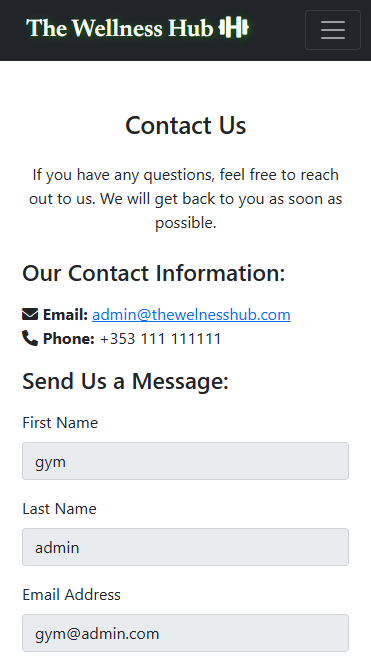 The Wellness Hub
Contact Us
If you have any questions, feel free to reach
out to us. We will get back to you as soon as
possible.
Our Contact Information:
Email: admin@thewelnesshub.com
Phone: +353 111 111111
Send Us a Message:
First Name
gym
Last Name
admin
Email Address
gym@admin.com